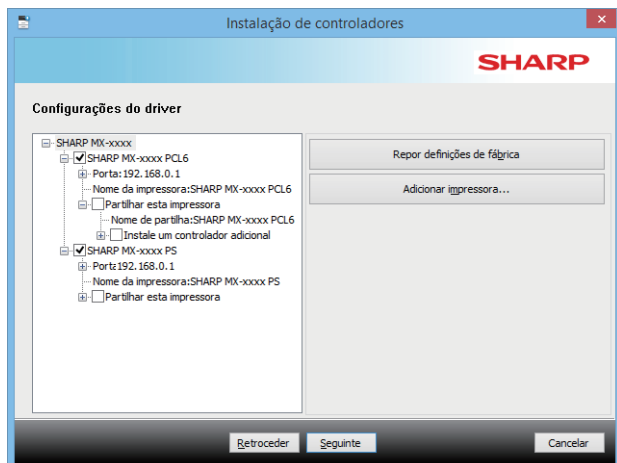 Instalação de controladores
SHARP
Configurações do driver
SHARP MX-xxxx
SHARP MX-xxxx PCL6
Porta:192.168.0.1
Nome da impressora:SHARP MX-xxxx PCL6
Partilhar esta impressora
Nome de partilha:SHARP MX-xxxx PCL6
Instale um controlador adicional
SHARP MX-xxxx PS
Porta:192.168.0.1
Nome da impressora:SHARP MX-xxxx PS
Partilhar esta impressora
Repor definições de fábrica
Adicionar impressora...
Retroceder
Seguinte
Cancelar